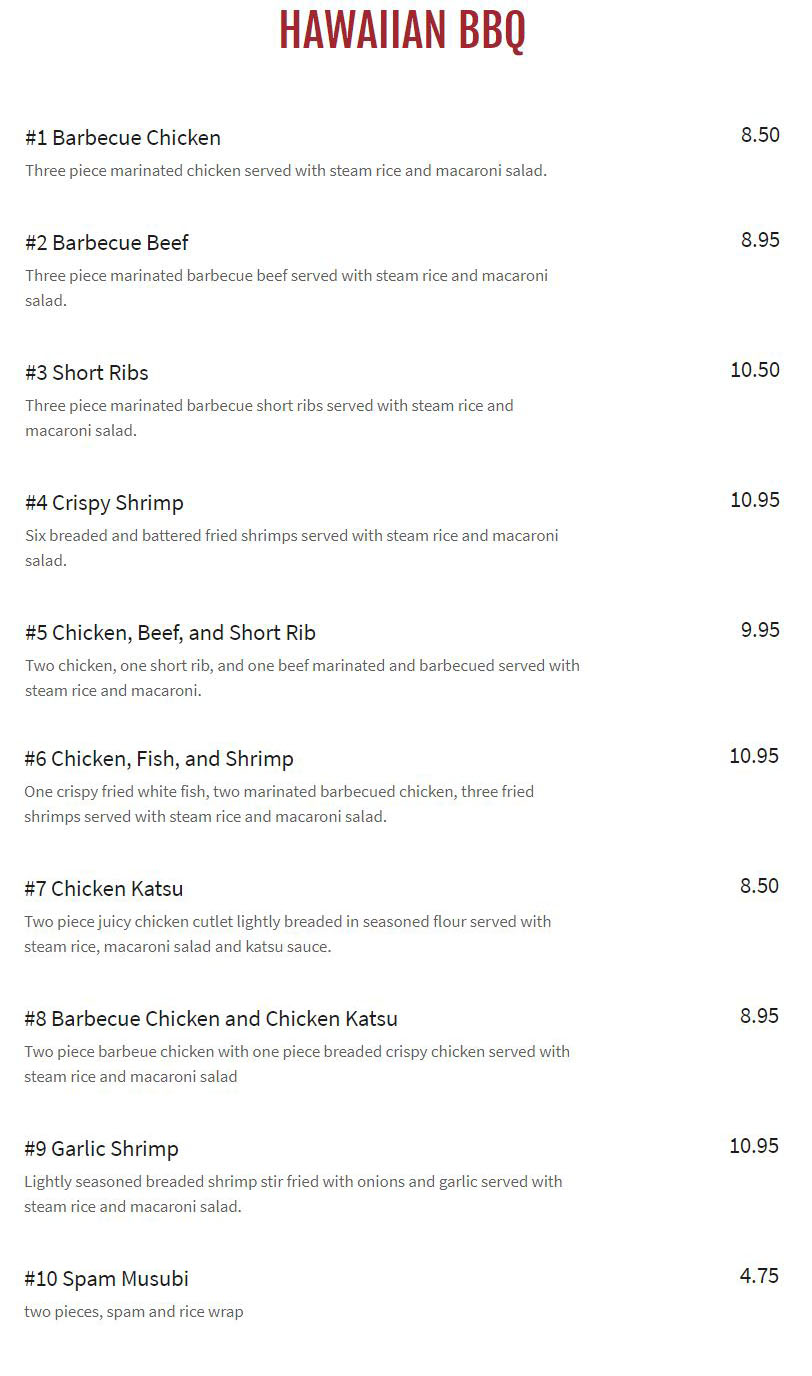 HAWAIIAN BBQ
#1 Barbecue Chicken 8.50
Three piece marinated chicken served with steam rice and macaroni salad.
#2 Barbecue Beef 8.95
Three piece marinated barbecue beef served with steam rice and macaroni
salad.
#3 Short Ribs 10.50
Three piece marinated barbecue short ribs served with steam rice and
macaroni salad.
#4 Crispy Shrimp 10.95
Six breaded and battered fried shrimps served with steam rice and macaroni
salad.
#5 Chicken, Beef, and Short Rib 9.95
Two chicken, one short rib, and one beef marinated and barbecued served with
steam rice and macaroni.
#6 Chicken, Fish, and Shrimp 10.95
One crispy fried white fish, two marinated barbecued chicken, three fried
shrimps served with steam rice and macaroni salad.
#7 Chicken Katsu 8.50
Two piece juicy chicken cutlet lightly breaded in seasoned flour served with
steam rice, macaroni salad and katsu sauce.
#8 Barbecue Chicken and Chicken Katsu 8.95
Two piece barbeue chicken with one piece breaded crispy chicken served with
steam rice and macaroni salad
#9 Garlic Shrimp 10.95
Lightly seasoned breaded shrimp stir fried with onions and garlic served with
steam rice and macaroni salad.
#10 Spam Musubi 4.75
two pieces, spam and rice wrap